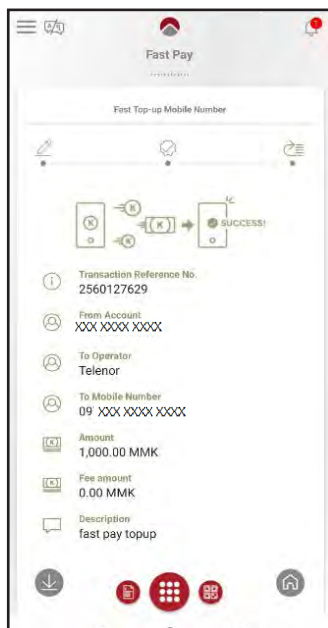 Fast Pay
Fast Top-up Mobile Number
SUCCESS!
Transaction Reference No.
2560127629
From Account
XXX XXXX XXXX
To Operator
Telenor
To Mobile Number
09 XXX XXXX XXXX
Amount
1,000.00 MMK
Fee amount
0.00 MMK
Description
fast pay topup